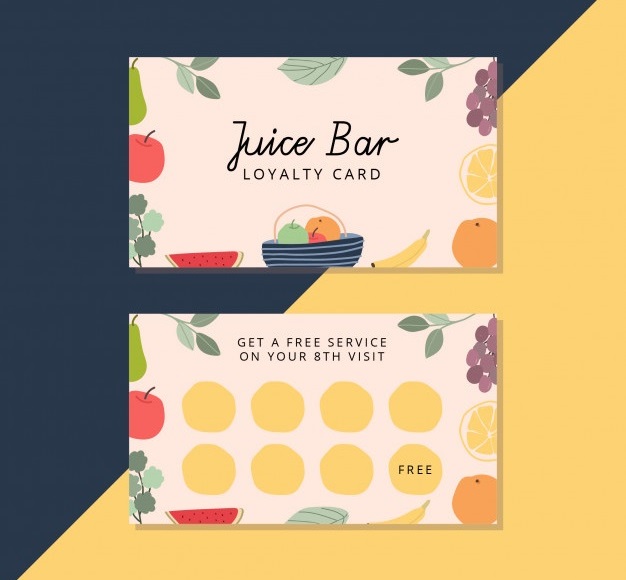 Juice Bar
LOYALTY CARD
GET A FREE SERVICE
ON YOUR 8TH VISIT
FREE